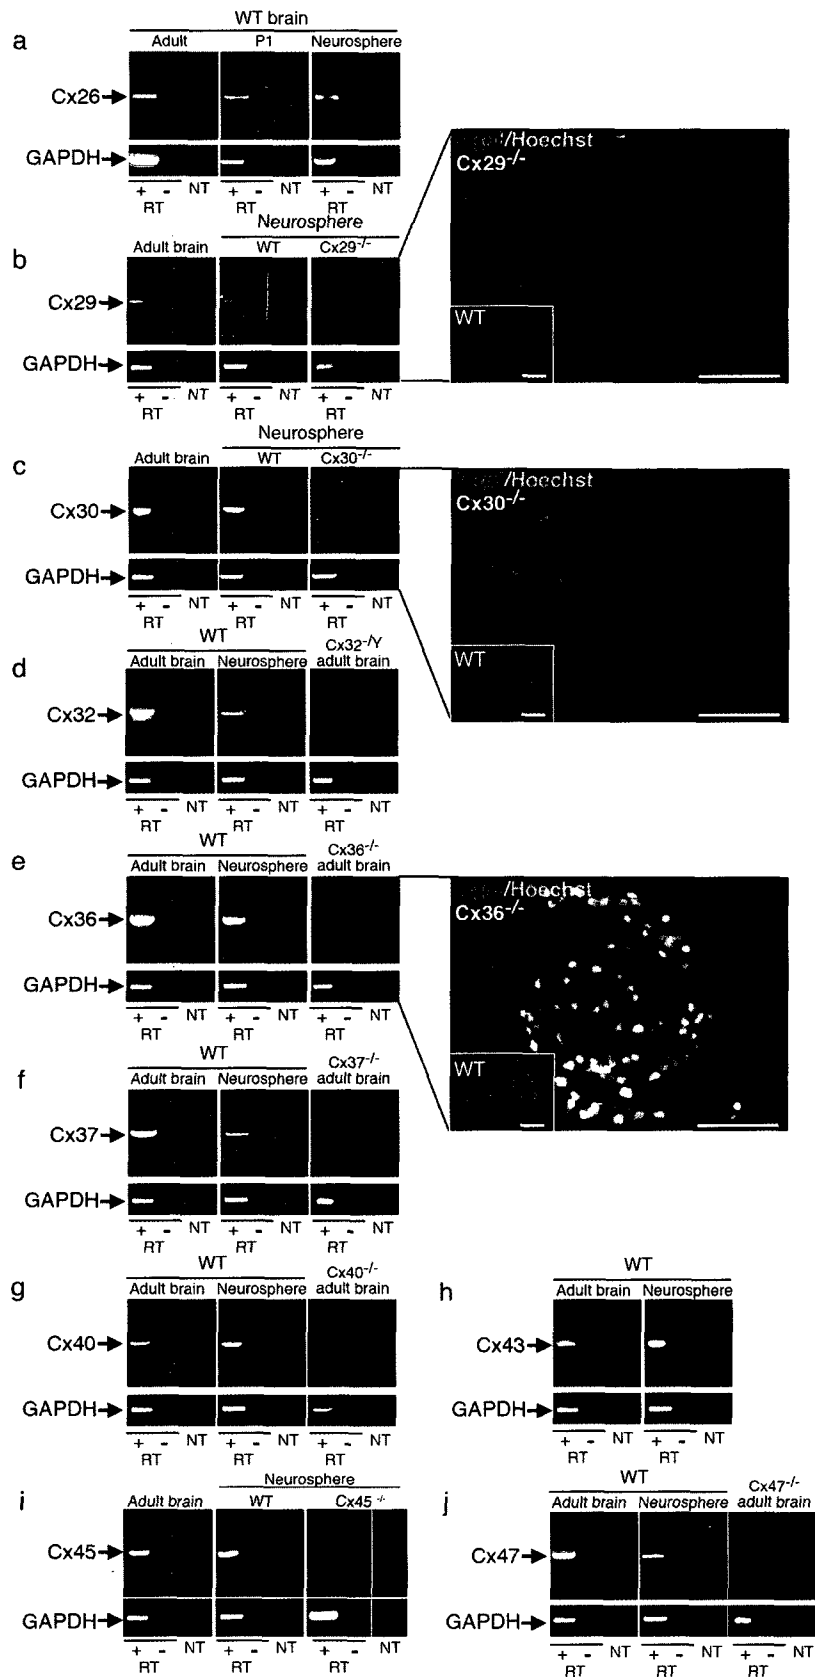 WT brain
a
Adult P1 Neurosphere
Cx26
GAPDH
+ - NT + - NT + - NT
RT RT RT
/Hoechst
Cx29-/-
WT
Neurosphere
b
Adult brain WT Cx29-/-
Cx29
GAPDH
+ - NT + - NT + - NT
RT RT RT
Neurosphere
c
Adult brain WT Cx30-/-
Cx30
GAPDH
+ - NT + - NT + - NT
RT RT RT
/Hoechst
Cx30-/-
WT
WT
Cx32-/Y
d
Adult brain Neurosphere adult brain
Cx32
GAPDH
+ - NT + - NT + - NT
RT RT RT
WT
Cx36-/-
e
Adult brain Neurosphere adult brain
Cx36
GAPDH
+ - NT + - NT + - NT
RT RT RT
/Hoechst
Cx36-/-
WT
WT
Cx37-/-
f
Adult brain Neurosphere adult brain
Cx37
GAPDH
+ - NT + - NT + - NT
RT RT RT
WT
Cx40-/-
g
Adult brain Neurosphere adult brain
Cx40
GAPDH
+ - NT + - NT + - NT
RT RT RT
WT
h
Adult brain Neurosphere
Cx43
GAPDH
+ - NT + - NT
RT RT
Neurosphere
i
Adult brain WT Cx45-/-
Cx45
GAPDH
+ - NT + - NT + - NT
RT RT RT
WT
Cx47-/-
j
Adult brain Neurosphere adult brain
Cx47
GAPDH
+ - NT + - NT + - NT
RT RT RT